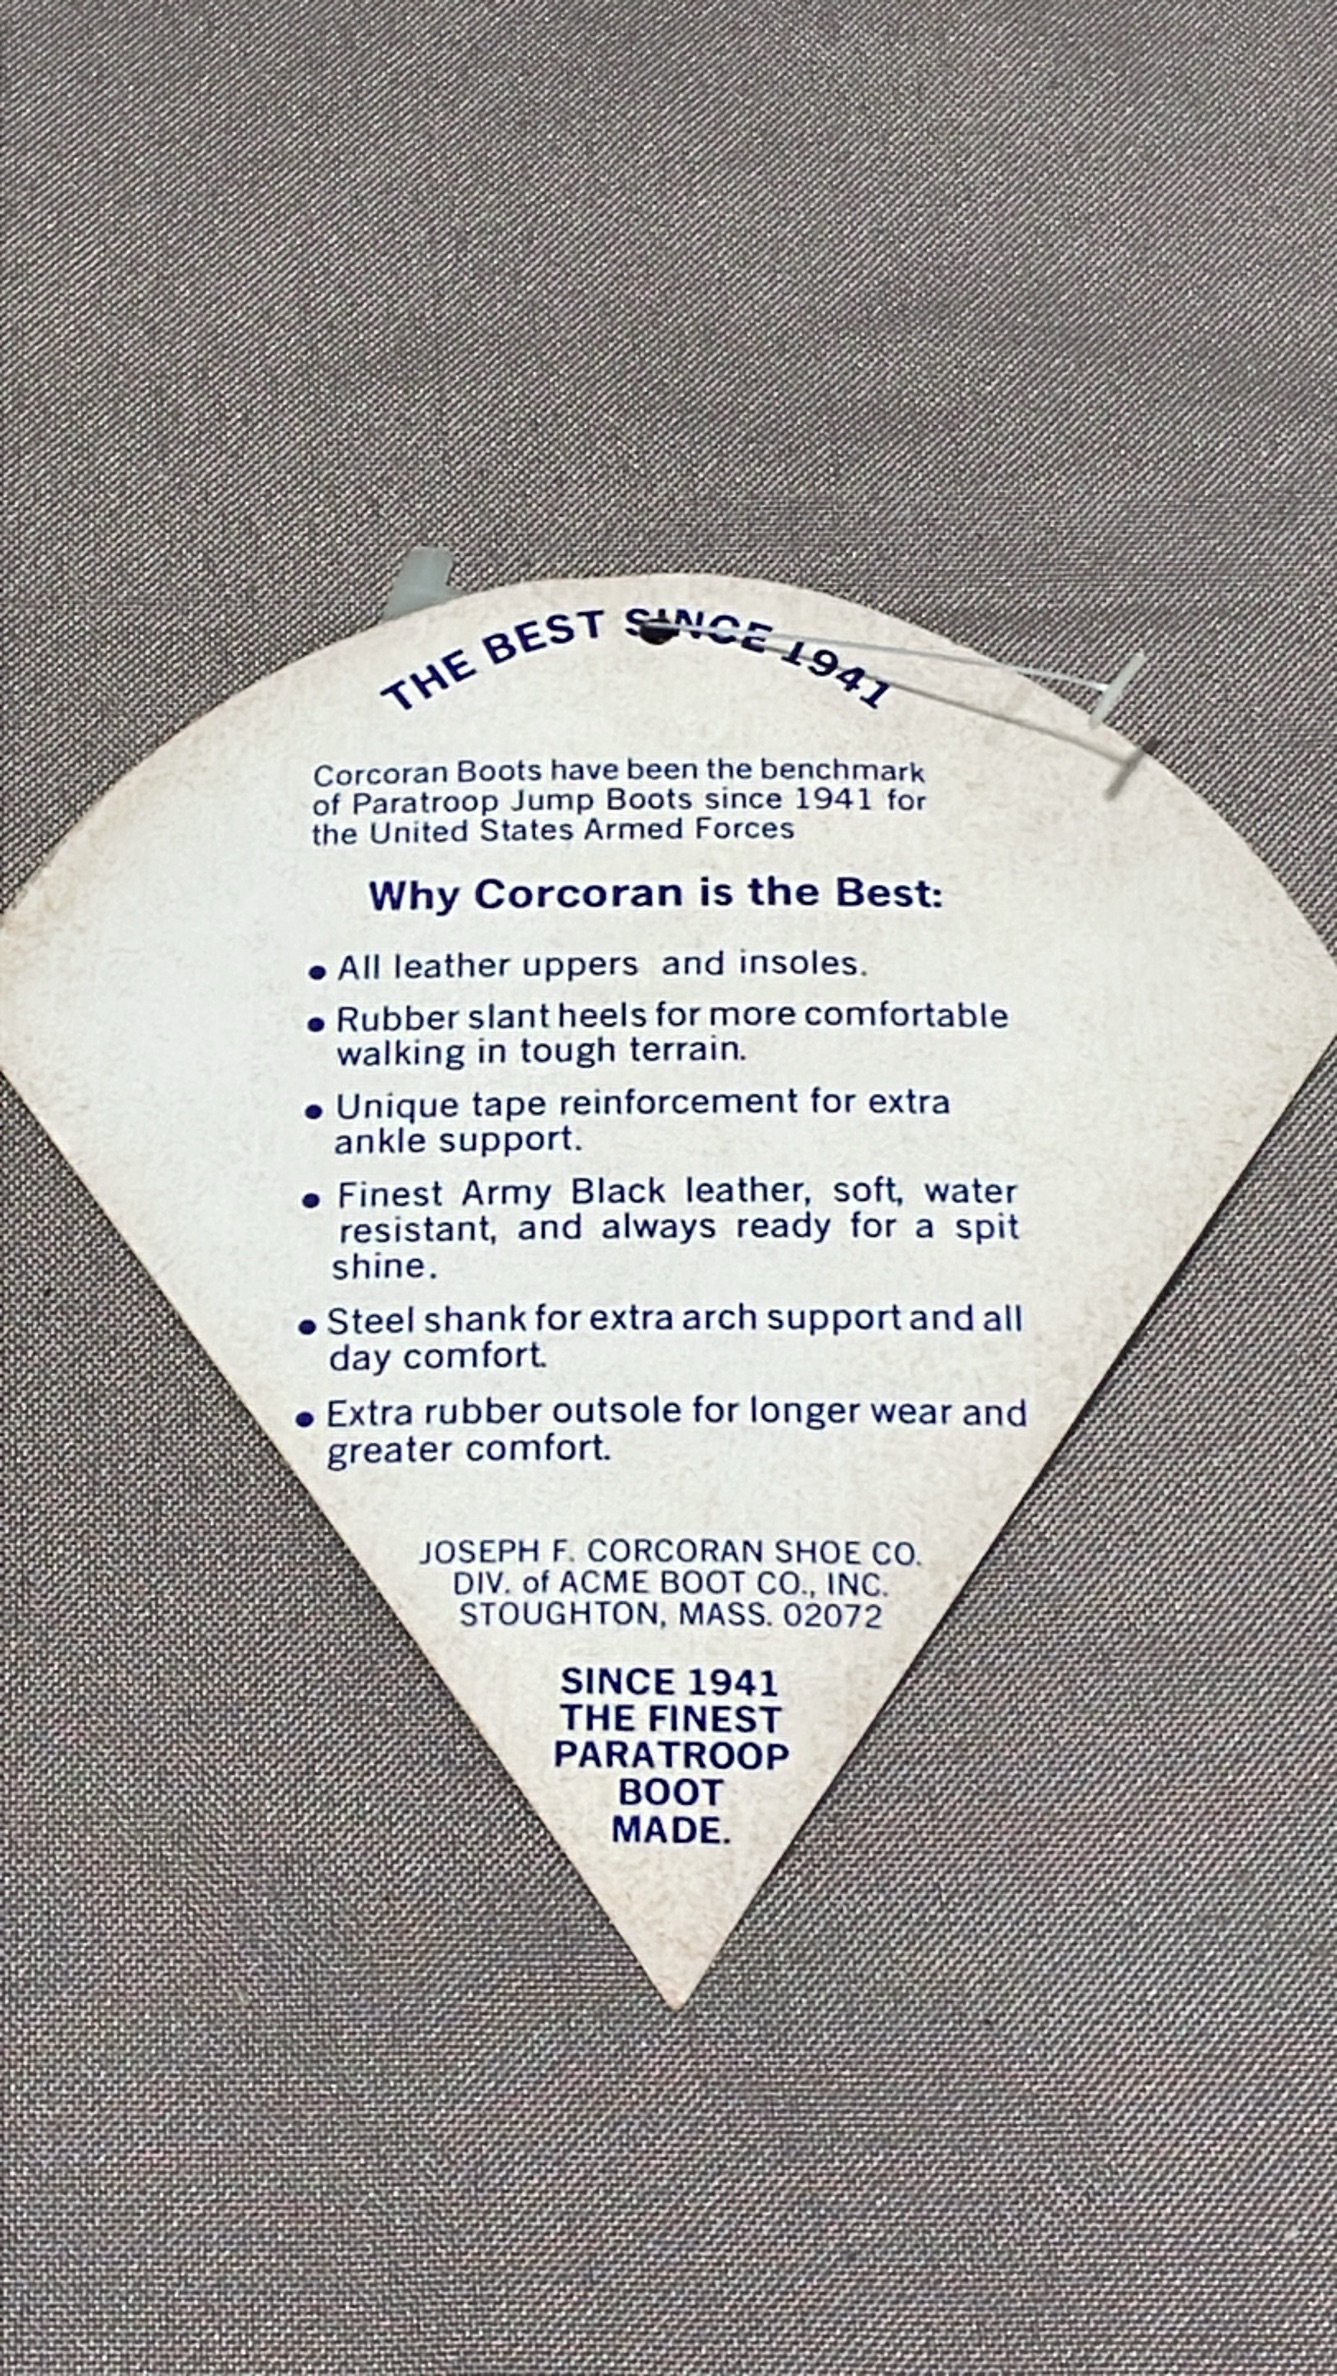 THE BEST SINCE 1941
Corcoran Boots have been the benchmark
of Paratroop Jump Boots since 1941 for
the United States Armed Forces
Why Corcoran is the Best:
• All leather uppers and insoles.
• Rubber slant heels for more comfortable
walking in tough terrain.
• Unique tape reinforcement for extra
ankle support.
• Finest Army Black leather, soft, water
resistant, and always ready for a spit
shine.
• Steel shank for extra arch support and all
day comfort.
• Extra rubber outsole for longer wear and
greater comfort.
JOSEPH F. CORCORAN SHOE CO.
DIV. of ACME BOOT CO., INC.
STOUGHTON, MASS. 02072
SINCE 1941
THE FINEST
PARATROOP
BOOT
MADE.